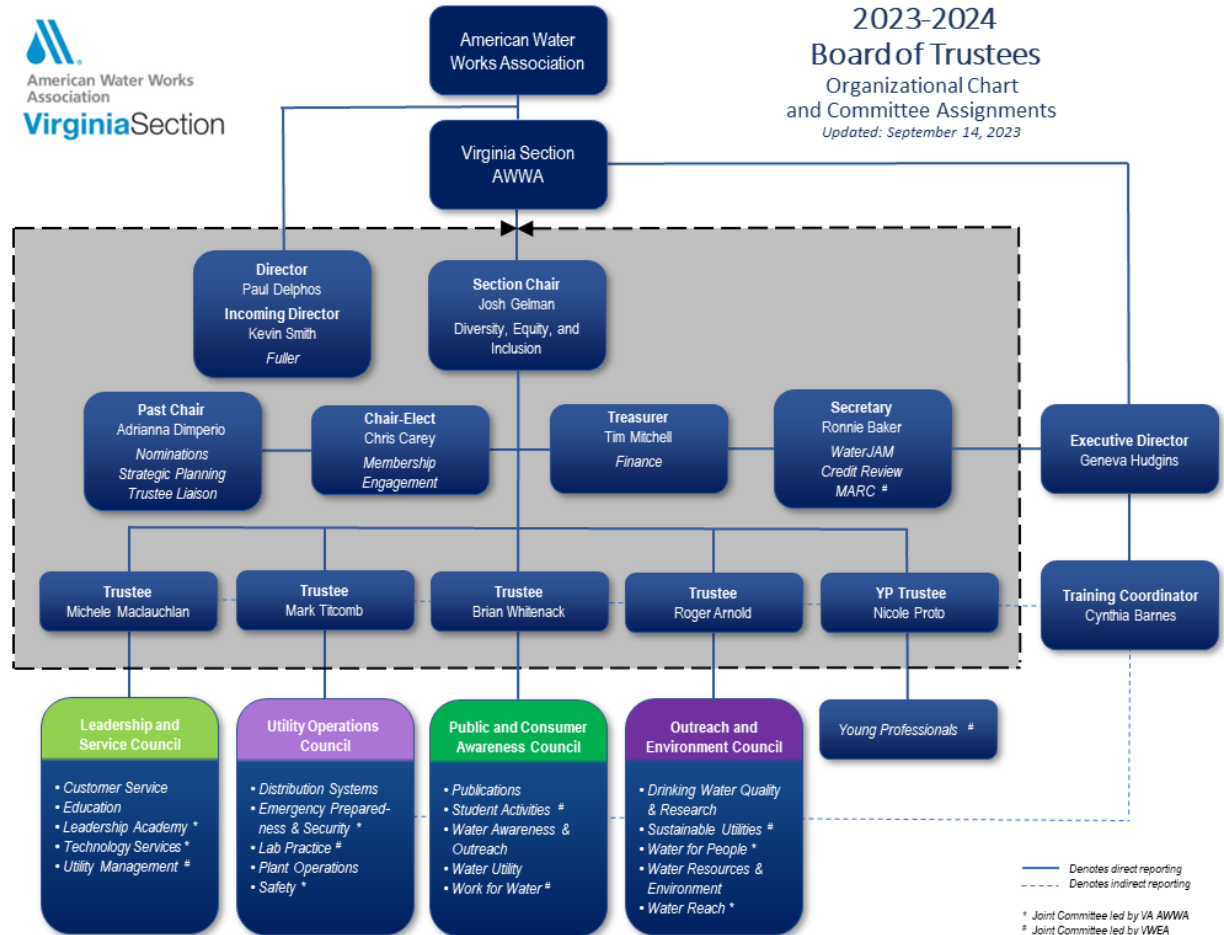 American Water Works
Association
VirginiaSection
2023-2024
Board of Trustees
Organizational Chart
and Committee Assignments
Updated: September 14, 2023
American Water
Works Association
Virginia Section
AWWA
Director
Paul Delphos
Incoming Director
Kevin Smith
Fuller
Section Chair
Josh Gelman
Diversity, Equity, and
Inclusion
Past Chair
Adrianna Dimperio
Nominations
Strategic Planning
Trustee Liaison
Chair-Elect
Chris Carey
Membership
Engagement
Treasurer
Tim Mitchell
Finance
Secretary
Ronnie Baker
WaterJAM
Credit Review
MARC #
Executive Director
Geneva Hudgins
Trustee
Michele Maclauchlan
Trustee
Mark Titcomb
Trustee
Brian Whitenack
Trustee
Roger Arnold
YP Trustee
Nicole Proto
Training Coordinator
Cynthia Barnes
Leadership and
Service Council
• Customer Service
• Education
• Leadership Academy *
• Technology Services *
• Utility Management #
Utility Operations
Council
• Distribution Systems
• Emergency Prepared-
ness & Security *
• Lab Practice #
• Plant Operations
• Safety *
Public and Consumer
Awareness Council
• Publications
• Student Activities #
• Water Awareness &
Outreach
• Water Utility
• Work for Water #
Outreach and
Environment Council
• Drinking Water Quality
& Research
• Sustainable Utilities #
• Water for People *
• Water Resources &
Environment
• Water Reach *
Young Professionals #
Denotes direct reporting
Denotes indirect reporting
* Joint Committee led by VA AWWA
# Joint Committee led by VWEA